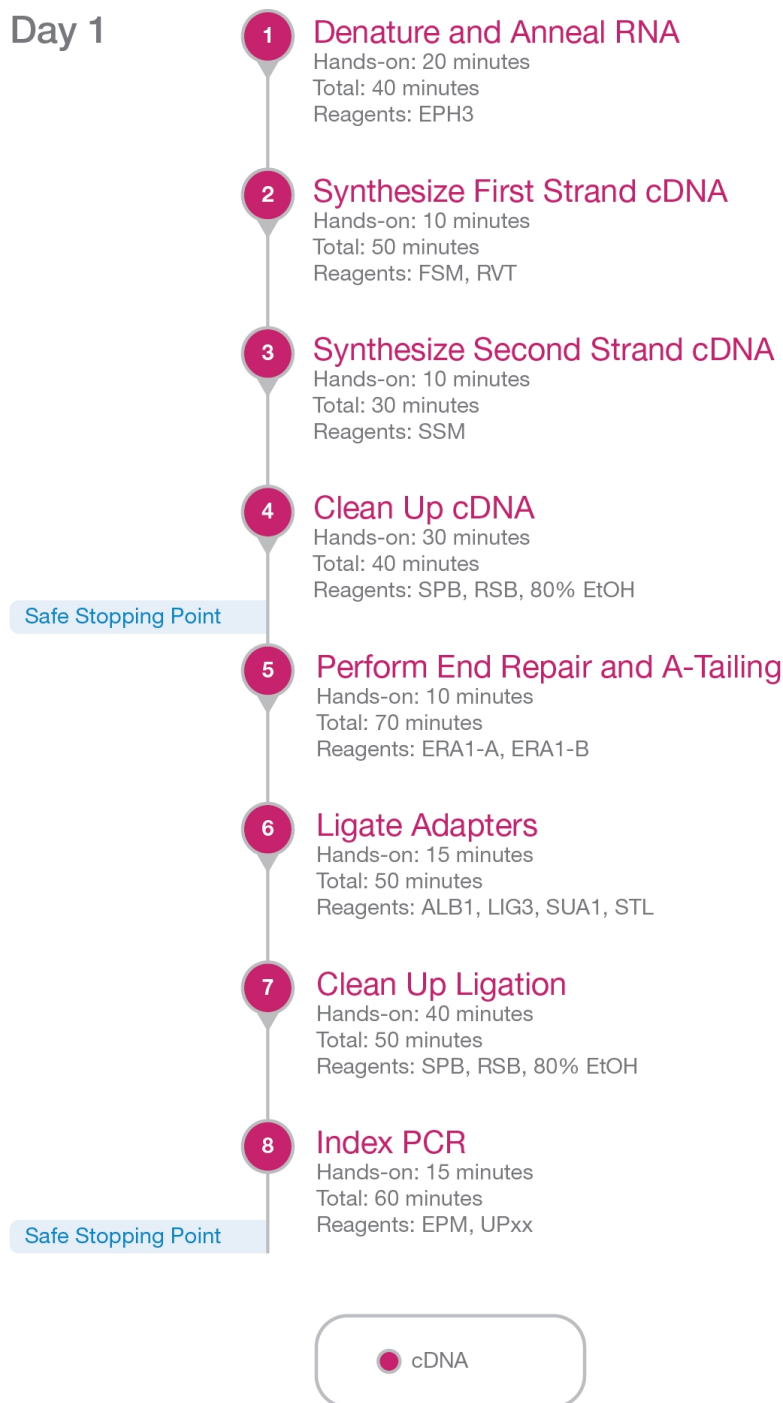 Day 1
1
Denature and Anneal RNA
Hands-on: 20 minutes
Total: 40 minutes
Reagents: EPH3
2
Synthesize First Strand cDNA
Hands-on: 10 minutes
Total: 50 minutes
Reagents: FSM, RVT
3
Synthesize Second Strand cDNA
Hands-on: 10 minutes
Total: 30 minutes
Reagents: SSM
4
Clean Up cDNA
Hands-on: 30 minutes
Total: 40 minutes
Reagents: SPB, RSB, 80% EtOH
Safe Stopping Point
5
Perform End Repair and A-Tailing
Hands-on: 10 minutes
Total: 70 minutes
Reagents: ERA1-A, ERA1-B
6
Ligate Adapters
Hands-on: 15 minutes
Total: 50 minutes
Reagents: ALB1, LIG3, SUA1, STL
7
Clean Up Ligation
Hands-on: 40 minutes
Total: 50 minutes
Reagents: SPB, RSB, 80% EtOH
8
Index PCR
Hands-on: 15 minutes
Total: 60 minutes
Reagents: EPM, UPxx
Safe Stopping Point
cDNA